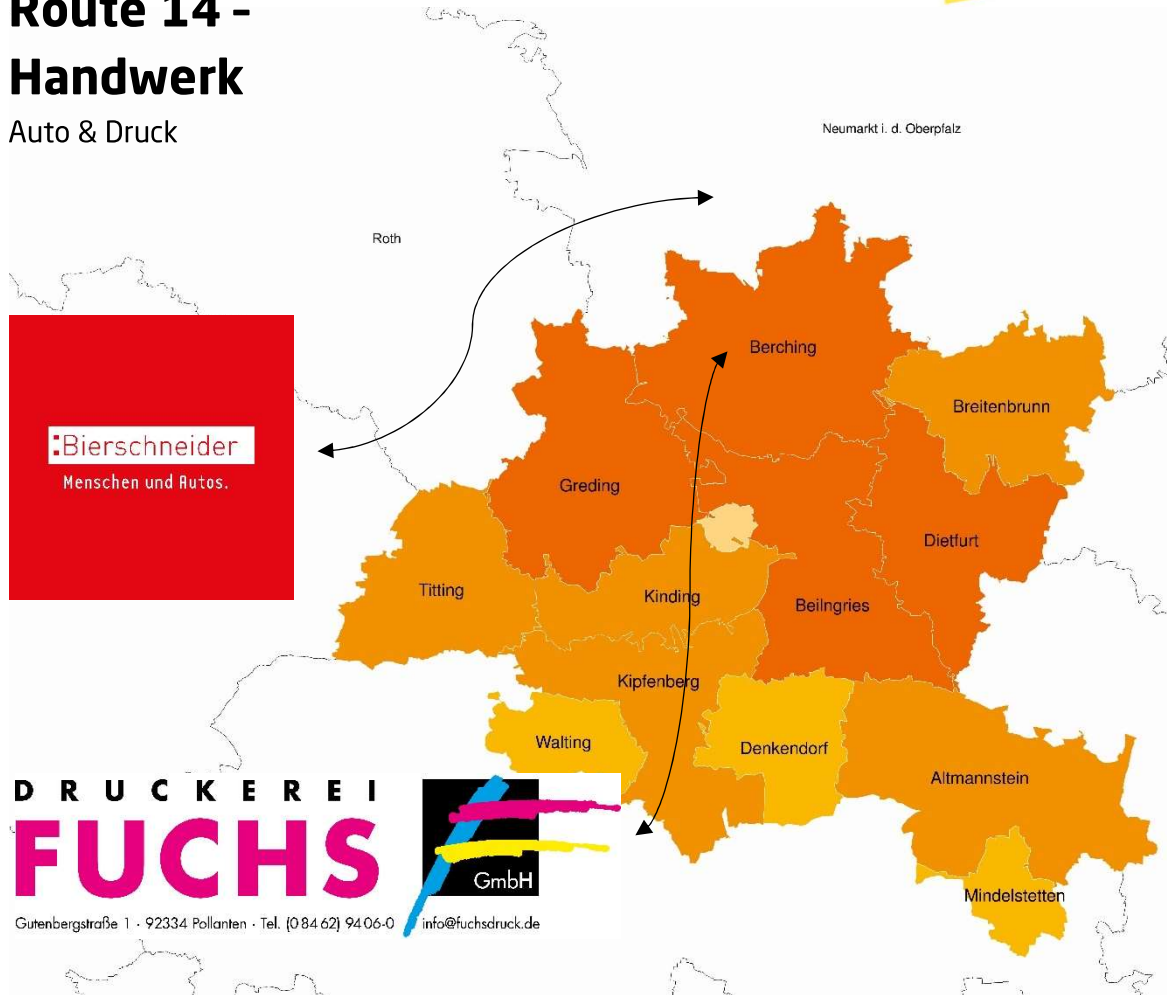 Route 14 -
Handwerk
Auto & Druck
Neumarkt i. d. Oberpfalz
Roth
Berching
Breitenbrunn
:Bierschneider
Menschen und Autos.
Greding
Dietfurt
Titting
Kinding
Beilngries
Kipfenberg
Walting
Denkendorf
Altmannstein
Mindelstetten
DRUCKEREI
FUCHS
GmbH
Gutenbergstraße 1 · 92334 Pollanten · Tel. (0 84 62) 94 06-0 info@fuchsdruck.de